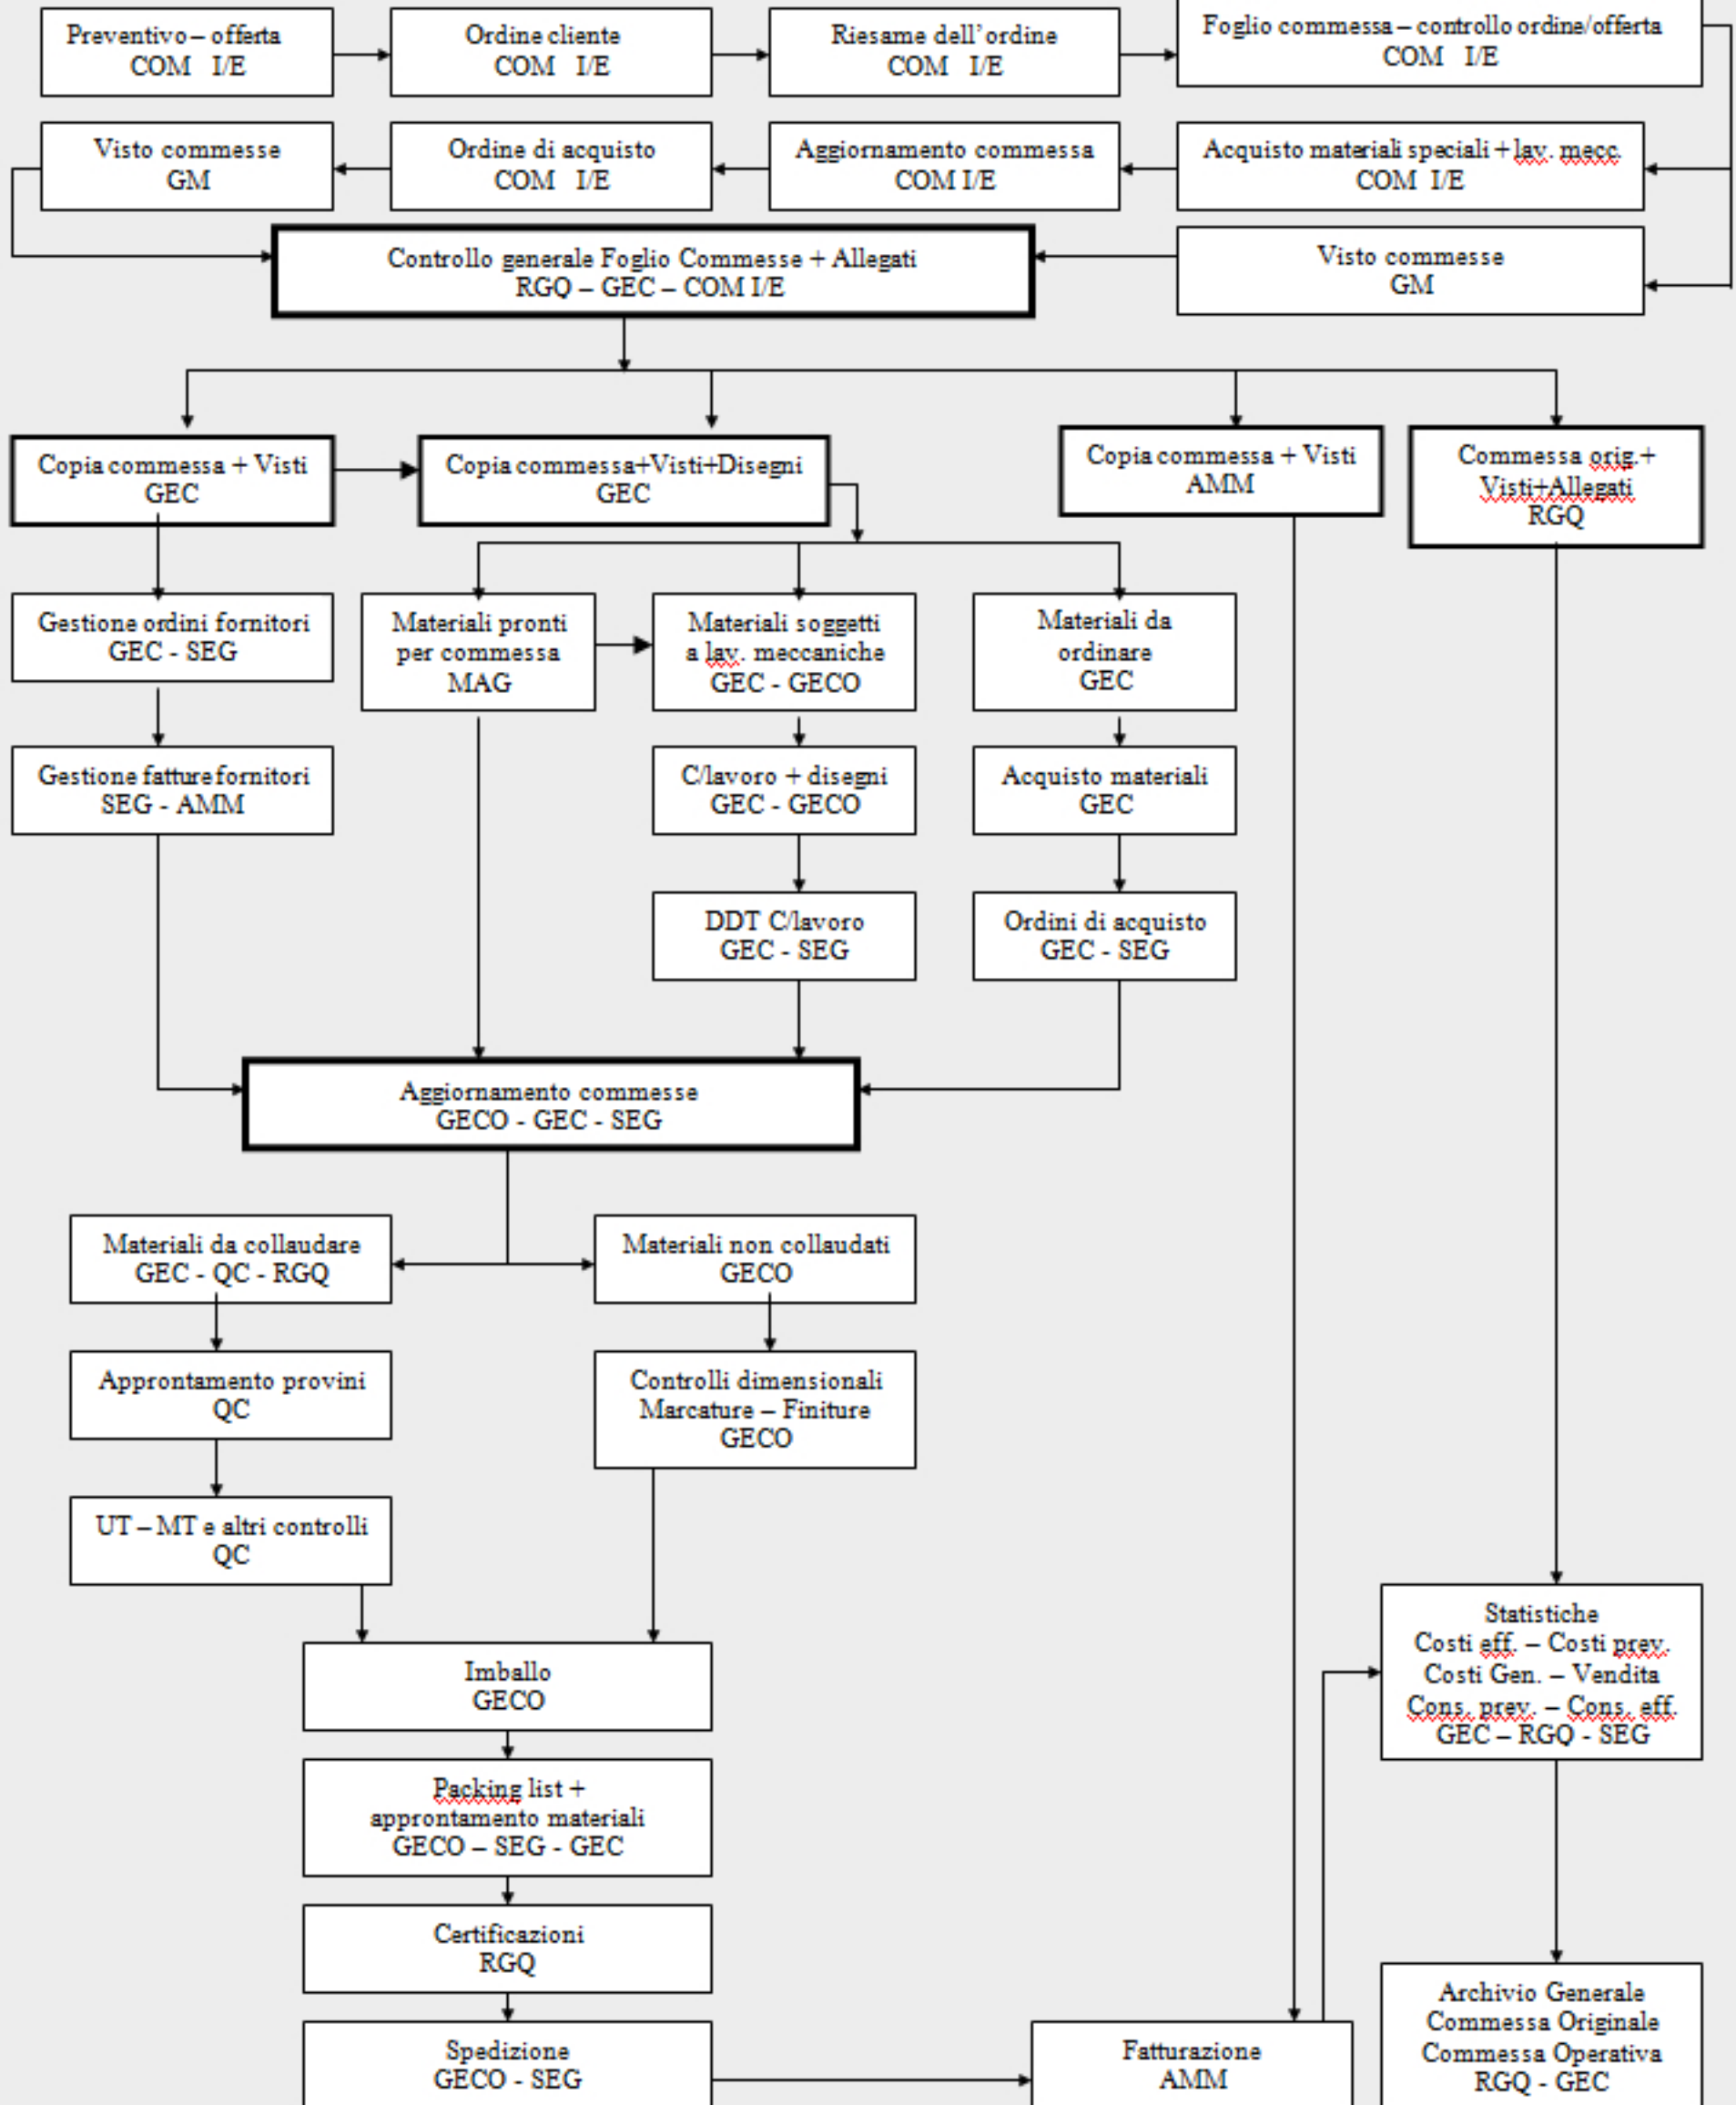 Preventivo – offerta
COM I/E
Ordine cliente
COM I/E
Riesame dell'ordine
COM I/E
Foglio commessa – controllo ordine/offerta
COM I/E
Visto commesse
GM
Ordine di acquisto
COM I/E
Aggiornamento commessa
COM I/E
Acquisto materiali speciali + lav. mecc.
COM I/E
Controllo generale Foglio Commesse + Allegati
RGQ – GEC – COM I/E
Visto commesse
GM
Copia commessa + Visti
GEC
Copia commessa+Visti+Disegni
GEC
Copia commessa + Visti
AMM
Commessa orig.+
Visti+Allegati
RGQ
Gestione ordini fornitori
GEC - SEG
Materiali pronti
per commessa
MAG
Materiali soggetti
a lav. meccaniche
GEC - GECO
Materiali da
ordinare
GEC
Gestione fatture fornitori
SEG - AMM
C/lavoro + disegni
GEC - GECO
Acquisto materiali
GEC
DDT C/lavoro
GEC - SEG
Ordini di acquisto
GEC - SEG
Aggiornamento commesse
GECO - GEC - SEG
Materiali da collaudare
GEC - QC - RGQ
Materiali non collaudati
GECO
Approntamento provini
QC
Controlli dimensionali
Marcature – Finiture
GECO
UT – MT e altri controlli
QC
Statistiche
Costi eff. – Costi prev.
Costi Gen. – Vendita
Cons. prev. – Cons. eff.
GEC – RGQ - SEG
Imballo
GECO
Packing list +
approntamento materiali
GECO – SEG - GEC
Certificazioni
RGQ
Spedizione
GECO - SEG
Fatturazione
AMM
Archivio Generale
Commessa Originale
Commessa Operativa
RGQ - GEC